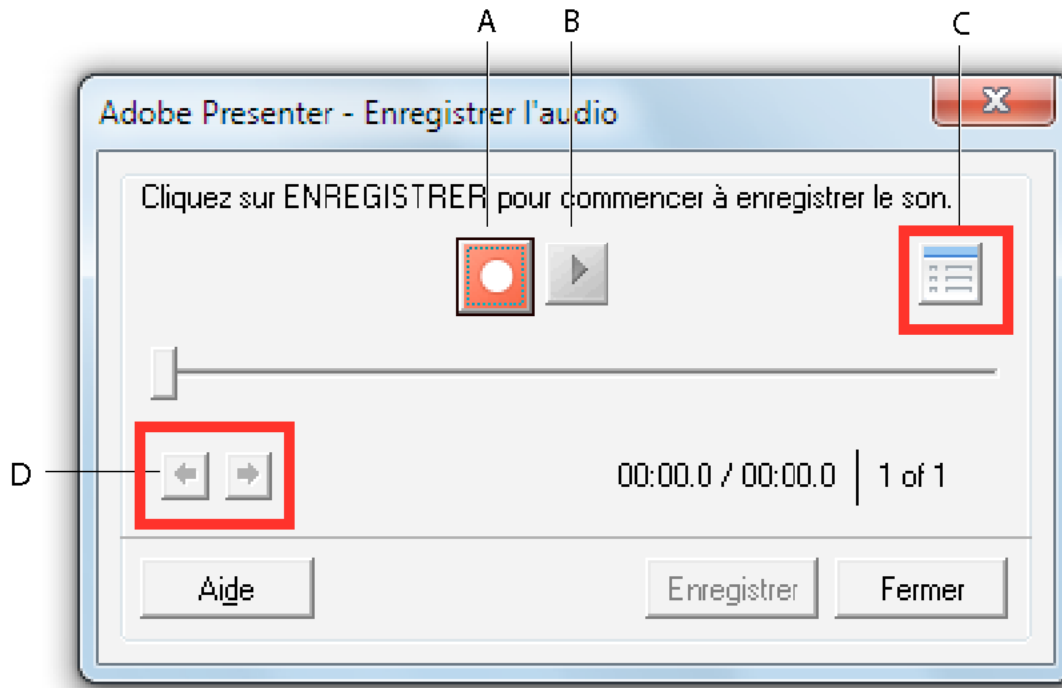 A B C
Adobe Presenter - Enregistrer l'audio
Cliquez sur ENREGISTRER pour commencer à enregistrer le son.
D
00:00.0 / 00:00.0 | 1 of 1
Aide Enregistrer Fermer